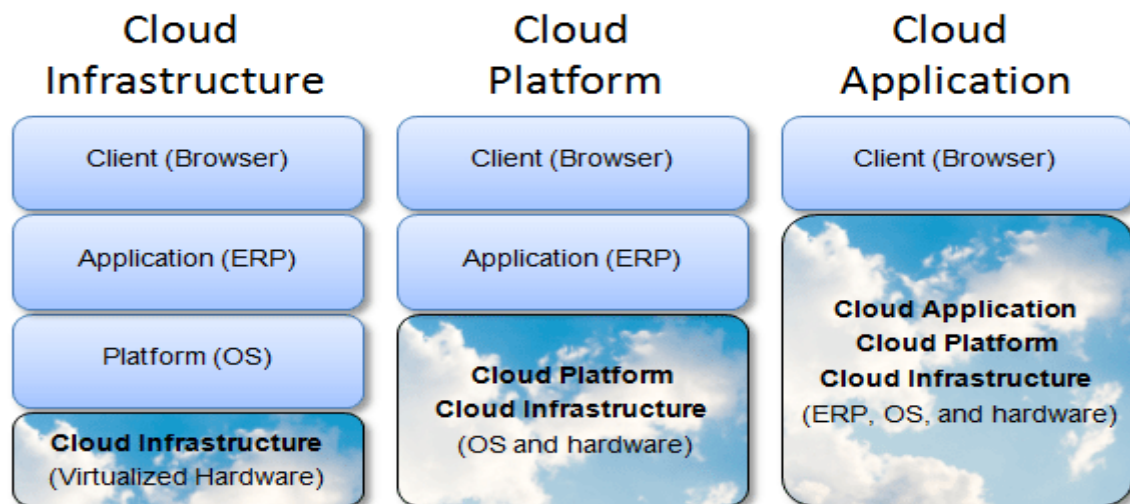 Cloud
Infrastructure
Client (Browser)
Application (ERP)
Platform (OS)
Cloud Infrastructure
(Virtualized Hardware)
Cloud
Platform
Client (Browser)
Application (ERP)
Cloud Platform
Cloud Infrastructure
(OS and hardware)
Cloud
Application
Client (Browser)
Cloud Application
Cloud Platform
Cloud Infrastructure
(ERP, OS, and hardware)